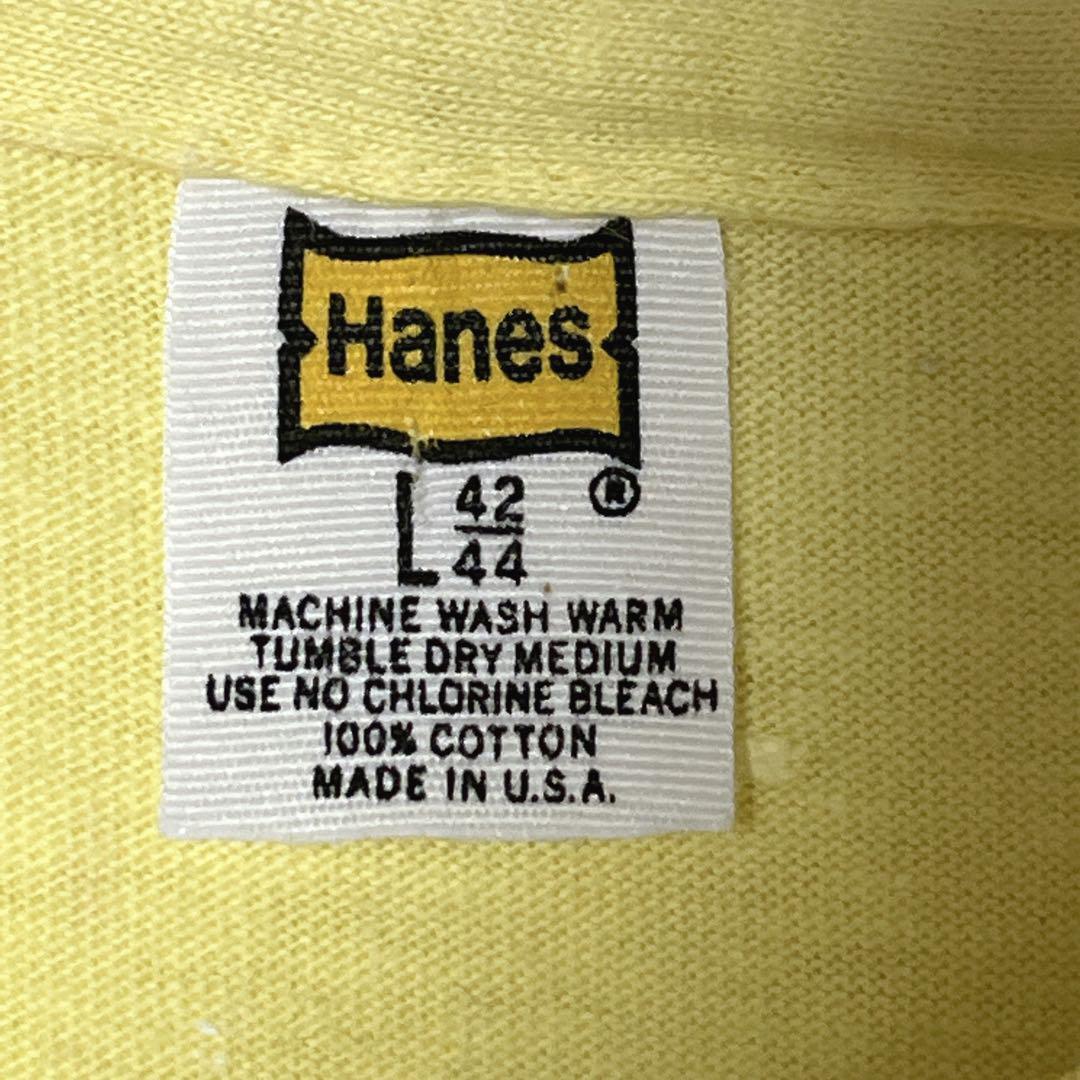 Hanes
L 42/44 ®
MACHINE WASH WARM
TUMBLE DRY MEDIUM
USE NO CHLORINE BLEACH
100% COTTON
MADE IN U.S.A.